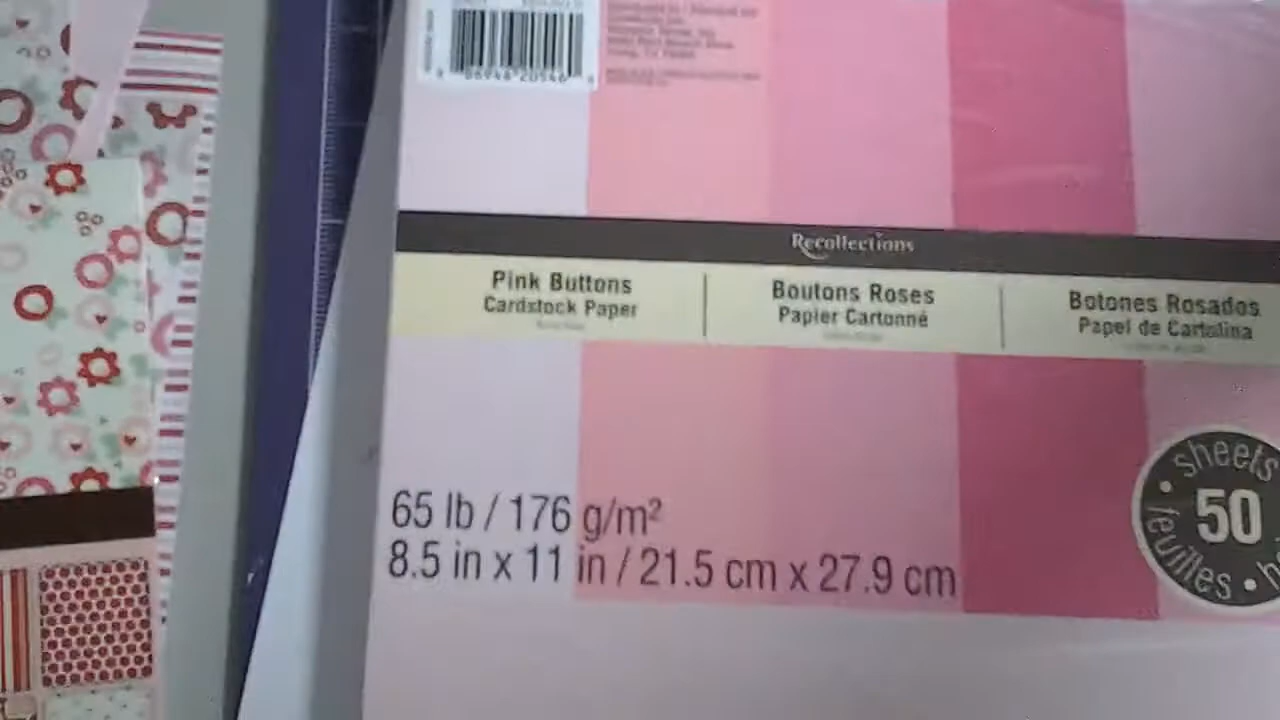 Recollections
Pink Buttons
Cardstock Paper
Boutons Roses
Papier Cartonné
Botones Rosados
Papel de Cartulina
65 lb / 176 g/m²
8.5 in x 11 in / 21.5 cm x 27.9 cm
sheets
50
feuilles